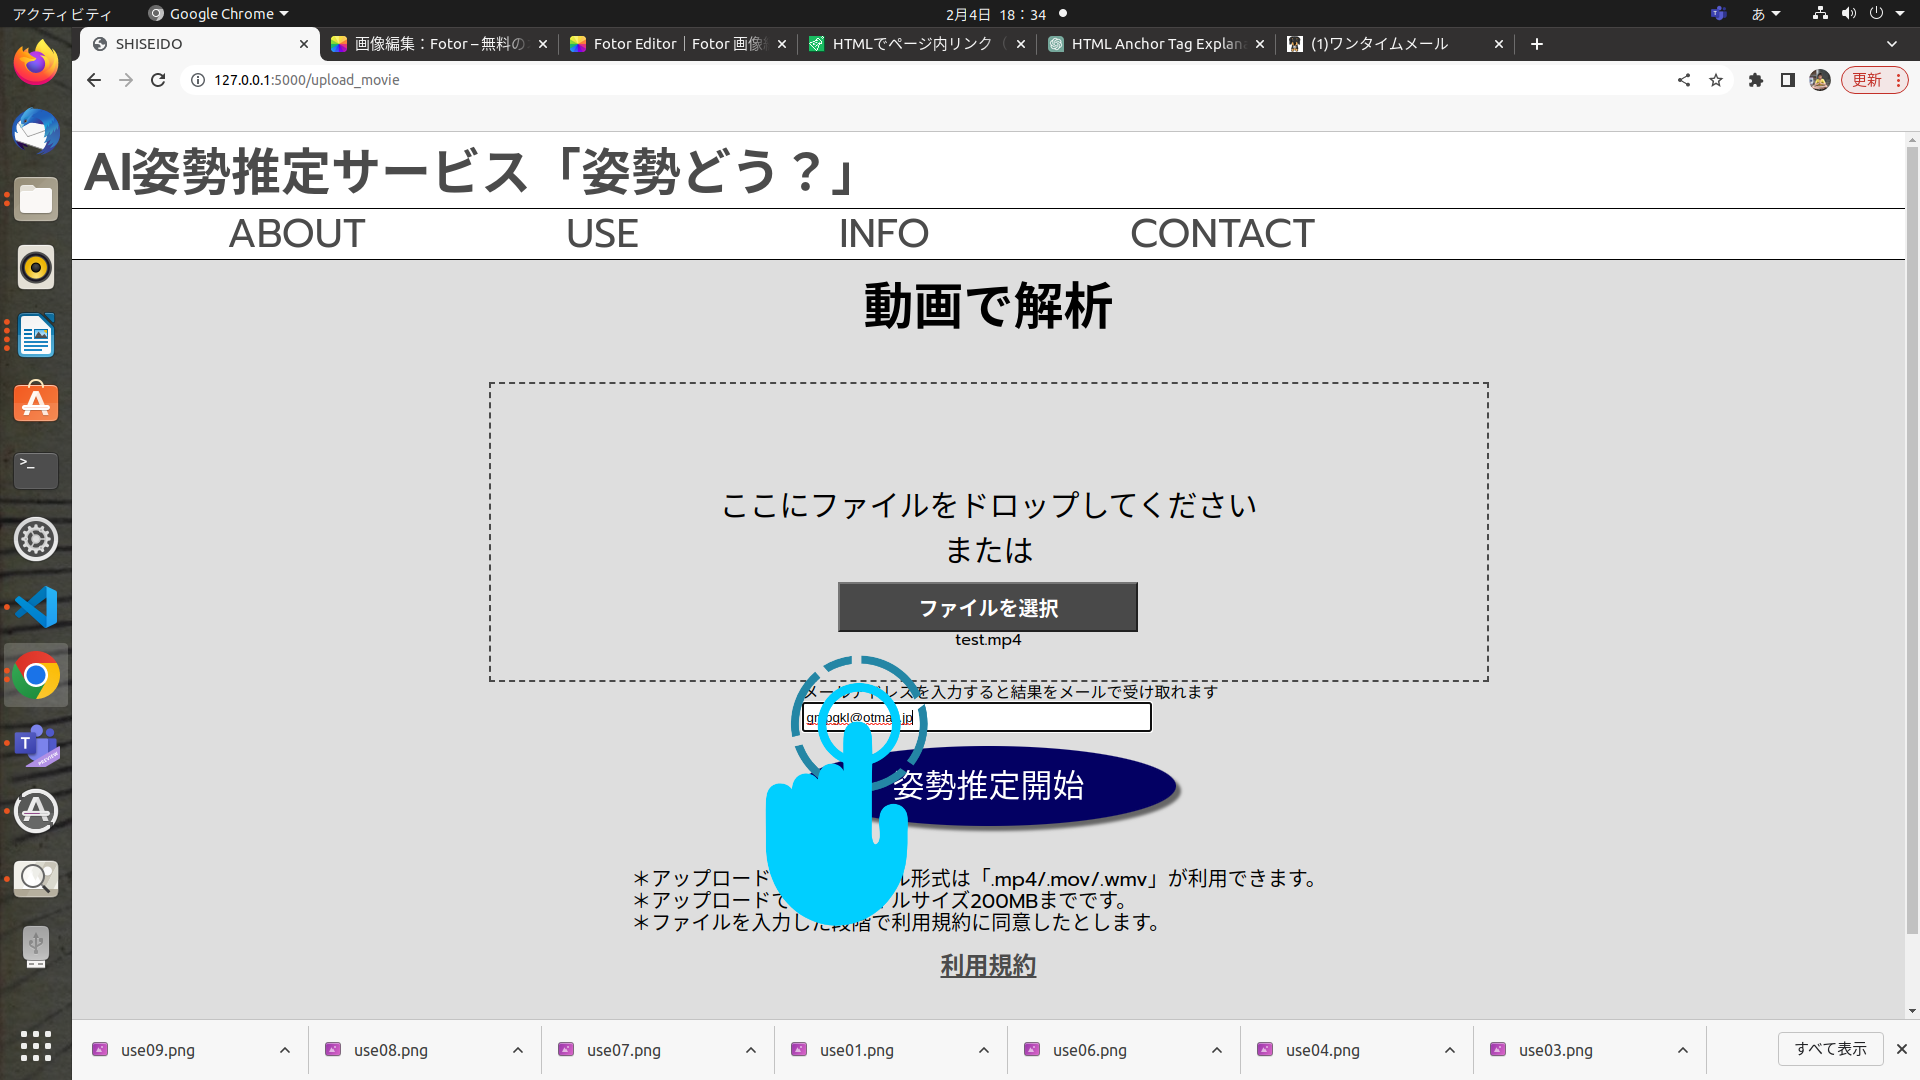 アクティビティ Google Chrome 2月4日 18：34 あ
SHISEIDO 画像編集：Fotor – 無料の Fotor Editor | Fotor 画像 HTMLでページ内リンク HTML Anchor Tag Explan (1)ワンタイムメール
127.0.0.1:5000/upload_movie 更新
AI姿勢推定サービス「姿勢どう？」
ABOUT USE INFO CONTACT
動画で解析
ここにファイルをドロップしてください
または
ファイルを選択
test.mp4
メールアドレスを入力すると結果をメールで受け取れます
姿勢推定開始
＊アップロード ル形式は「.mp4/.mov/.wmv」が利用できます。
＊アップロードで ルサイズ200MBまでです。
＊ファイルを入力した段階で利用規約に同意したとします。
利用規約
use09.png use08.png use07.png use01.png use06.png use04.png use03.png すべて表示